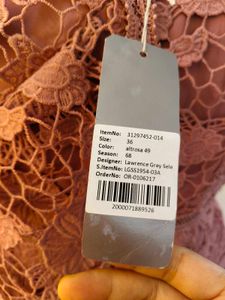 ItemNo: 31297452-014
Size: 36
Color: altrosa 49
Season: 68
Designer: Lawrence Grey Selo
S.ItemNo: LGSS1954-03A
OrderNo: OR-0106217
2000071889526